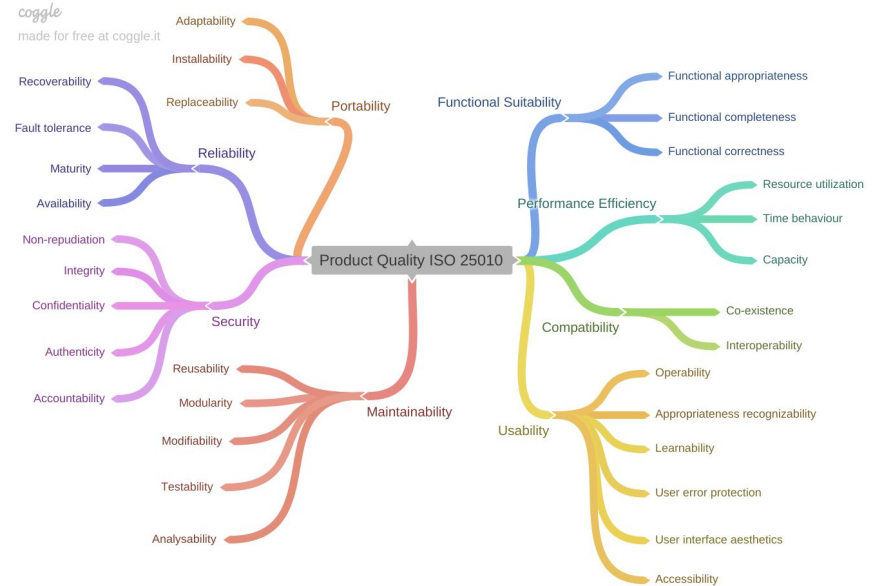 coggle
made for free at coggle.it
Adaptability
Installability
Replaceability
Portability
Recoverability
Fault tolerance
Maturity
Availability
Reliability
Non-repudiation
Integrity
Confidentiality
Authenticity
Accountability
Security
Reusability
Modularity
Modifiability
Testability
Analysability
Maintainability
Product Quality ISO 25010
Functional Suitability
Functional appropriateness
Functional completeness
Functional correctness
Performance Efficiency
Resource utilization
Time behaviour
Capacity
Compatibility
Co-existence
Interoperability
Usability
Operability
Appropriateness recognizability
Learnability
User error protection
User interface aesthetics
Accessibility